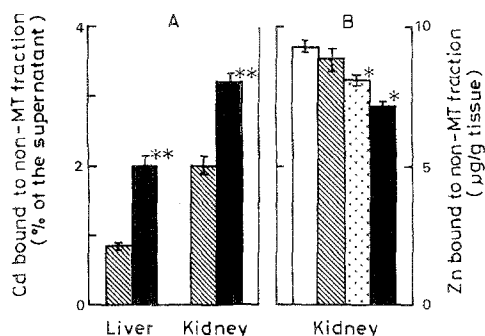 A
B
Cd bound to non-MT fraction
(% of the supernatant)
4
2
0
**
**
*
*
10
5
0
Zn bound to non-MT fraction
(µg/g tissue)
Liver
Kidney
Kidney